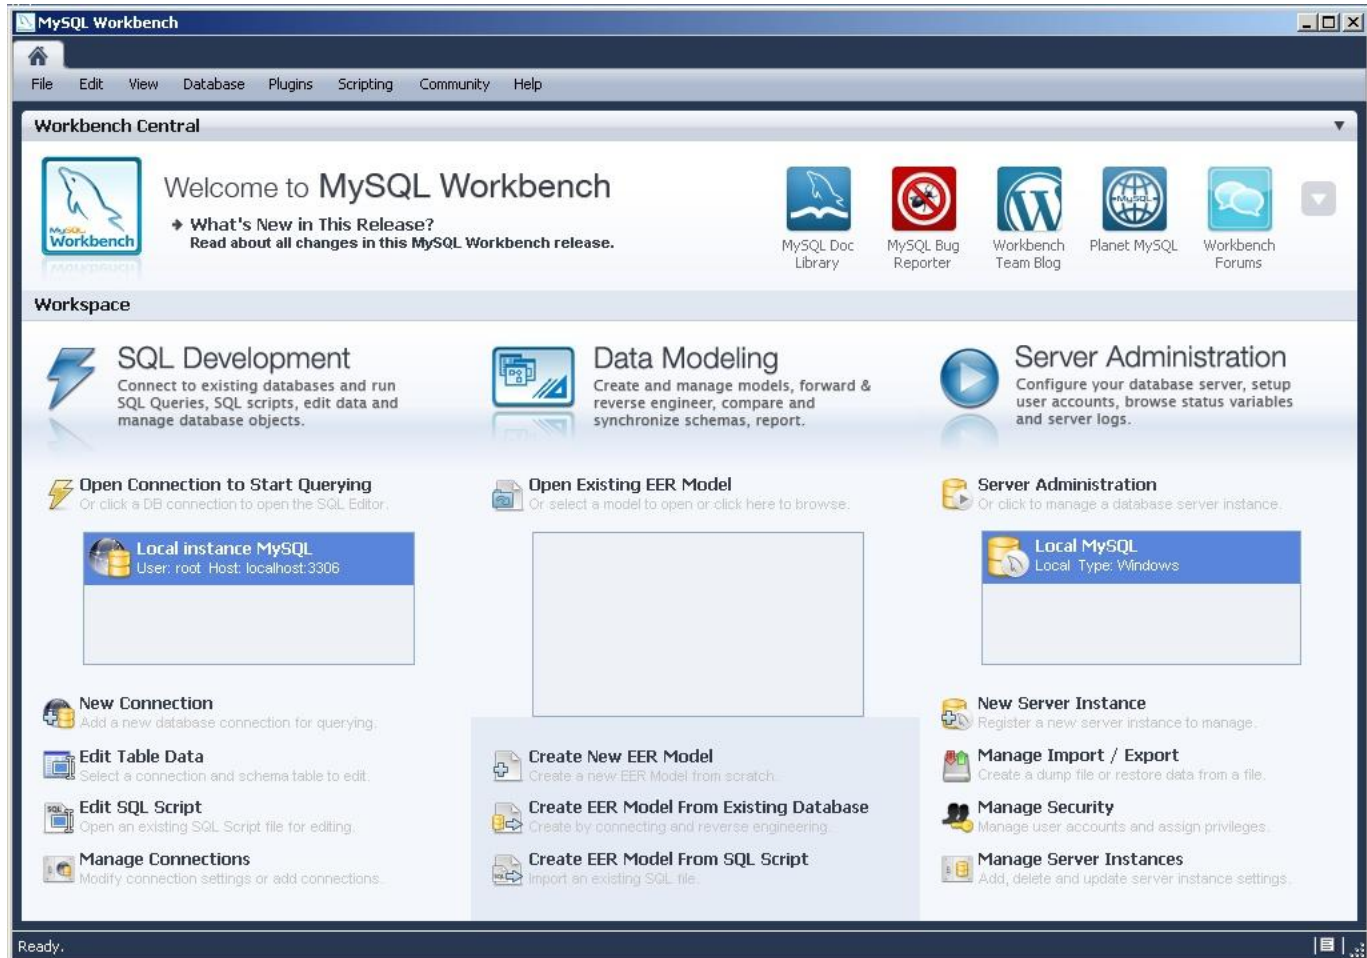 MySQL Workbench
File Edit View Database Plugins Scripting Community Help
Workbench Central
MySQL
Workbench
Welcome to MySQL Workbench
What's New in This Release?
Read about all changes in this MySQL Workbench release.
MySQL Doc
Library
MySQL Bug
Reporter
Workbench
Team Blog
MySQL
Planet MySQL
Workbench
Forums
Workspace
SQL Development
Connect to existing databases and run
SQL Queries, SQL scripts, edit data and
manage database objects.
Open Connection to Start Querying
Or click a DB connection to open the SQL Editor.
Local instance MySQL
User: root Host: localhost:3306
New Connection
Add a new database connection for querying.
Edit Table Data
Select a connection and schema table to edit.
SQL
Edit SQL Script
Open an existing SQL Script file for editing.
Manage Connections
Modify connection settings or add connections.
Data Modeling
Create and manage models, forward &
reverse engineer, compare and
synchronize schemas, report.
Open Existing EER Model
Or select a model to open or click here to browse.
Create New EER Model
Create a new EER Model from scratch.
Create EER Model From Existing Database
Create by connecting and reverse engineering.
Create EER Model From SQL Script
Import an existing SQL file.
Server Administration
Configure your database server, setup
user accounts, browse status variables
and server logs.
Server Administration
Or click to manage a database server instance.
Local MySQL
Local Type: Windows
New Server Instance
Register a new server instance to manage.
Manage Import / Export
Create a dump file or restore data from a file.
Manage Security
Manage user accounts and assign privileges.
Manage Server Instances
Add, delete and update server instance settings.
Ready.